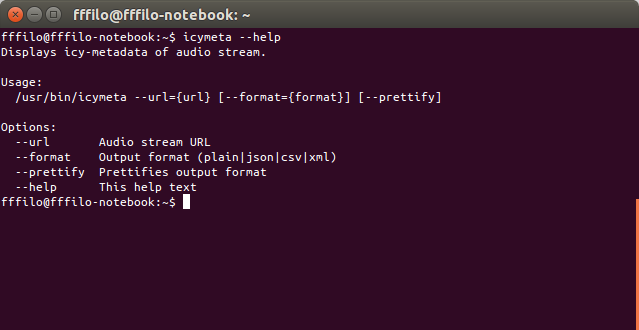 fffilo@fffilo-notebook: ~
fffilo@fffilo-notebook:~$ icymeta --help
Displays icy-metadata of audio stream.
Usage:
  /usr/bin/icymeta --url={url} [--format={format}] [--prettify]
Options:
  --url       Audio stream URL
  --format    Output format (plain|json|csv|xml)
  --prettify  Prettifies output format
  --help      This help text
fffilo@fffilo-notebook:~$